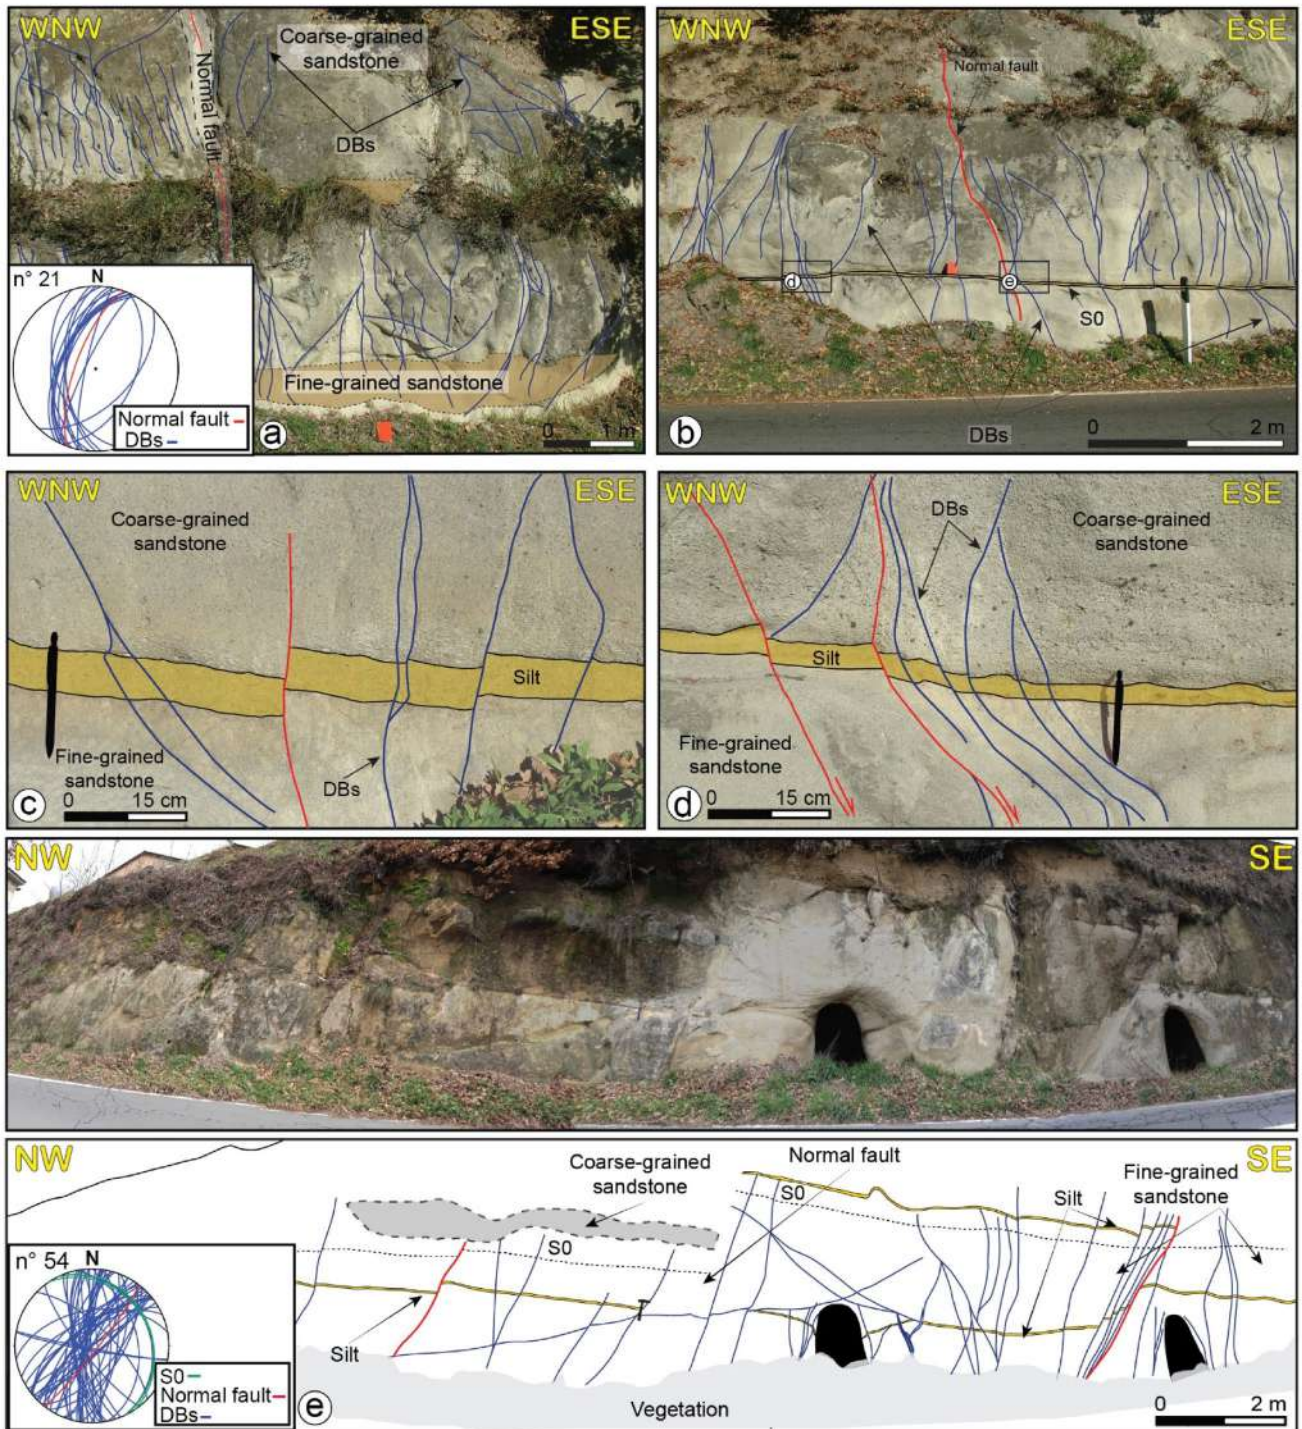 WNW
ESE
Coarse-grained
sandstone
Normal fault
DBs
n° 21
N
Normal fault
DBs
Fine-grained sandstone
a
0 1 m
WNW
ESE
Normal fault
d
e
S0
b
DBs
0 2 m
WNW
ESE
Coarse-grained
sandstone
Silt
Fine-grained
sandstone
DBs
c
0 15 cm
WNW
ESE
DBs
Coarse-grained
sandstone
Silt
Fine-grained
sandstone
d
0 15 cm
NW
SE
NW
SE
Coarse-grained
sandstone
Normal fault
Fine-grained
sandstone
S0
Silt
S0
n° 54
N
Silt
S0
Normal fault
DBs
e
Vegetation
0 2 m